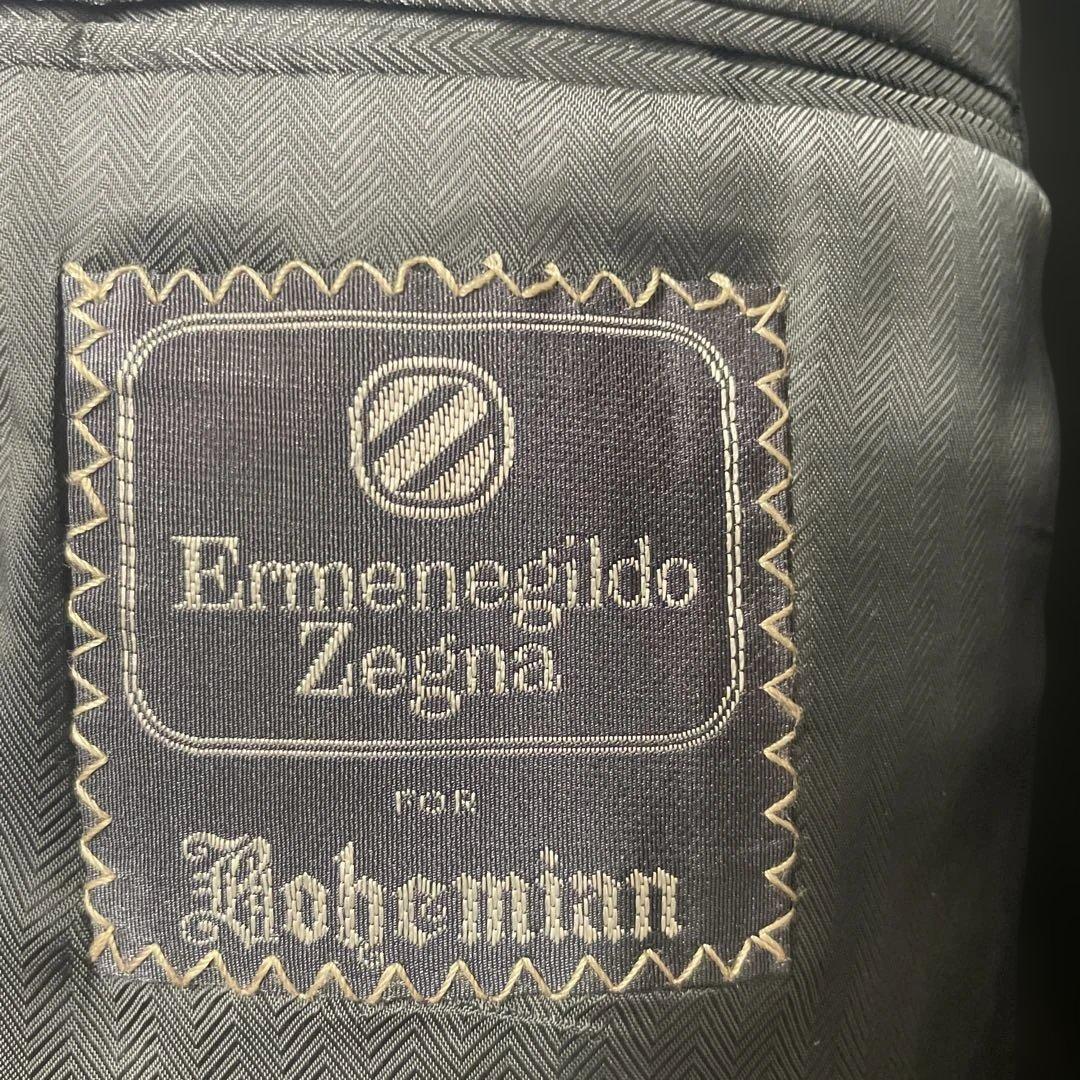 Ermenegildo
Zegna
FOR
Bohemian